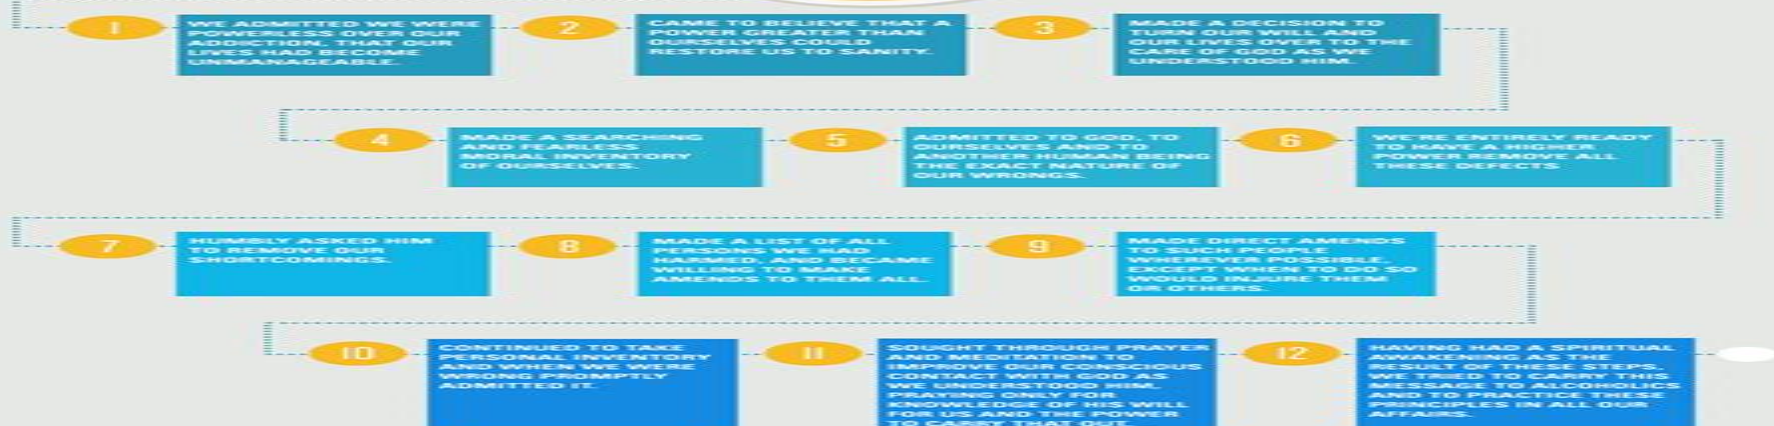 1
WE ADMITTED WE WERE
POWERLESS OVER OUR
ADDICTION, THAT OUR
LIVES HAD BECOME
UNMANAGEABLE.
2
CAME TO BELIEVE THAT A
POWER GREATER THAN
OURSELVES COULD
RESTORE US TO SANITY.
3
MADE A DECISION TO
TURN OUR WILL AND
OUR LIVES OVER TO THE
CARE OF GOD AS WE
UNDERSTOOD HIM.
4
MADE A SEARCHING
AND FEARLESS
MORAL INVENTORY
OF OURSELVES.
5
ADMITTED TO GOD, TO
OURSELVES AND TO
ANOTHER HUMAN BEING
THE EXACT NATURE OF
OUR WRONGS.
6
WE'RE ENTIRELY READY
TO HAVE A HIGHER
POWER REMOVE ALL
THESE DEFECTS
7
HUMBLY ASKED HIM
TO REMOVE OUR
SHORTCOMINGS.
8
MADE A LIST OF ALL
PERSONS WE HAD
HARMED, AND BECAME
WILLING TO MAKE
AMENDS TO THEM ALL.
9
MADE DIRECT AMENDS
TO SUCH PEOPLE
WHEREVER POSSIBLE,
EXCEPT WHEN TO DO SO
WOULD INJURE THEM
OR OTHERS.
10
CONTINUED TO TAKE
PERSONAL INVENTORY
AND WHEN WE WERE
WRONG PROMPTLY
ADMITTED IT.
11
SOUGHT THROUGH PRAYER
AND MEDITATION TO
IMPROVE OUR CONSCIOUS
CONTACT WITH GOD AS
WE UNDERSTOOD HIM,
PRAYING ONLY FOR
KNOWLEDGE OF HIS WILL
FOR US AND THE POWER
TO CARRY THAT OUT.
12
HAVING HAD A SPIRITUAL
AWAKENING AS THE
RESULT OF THESE STEPS,
WE TRIED TO CARRY THIS
MESSAGE TO ALCOHOLICS
AND TO PRACTICE THESE
PRINCIPLES IN ALL OUR
AFFAIRS.